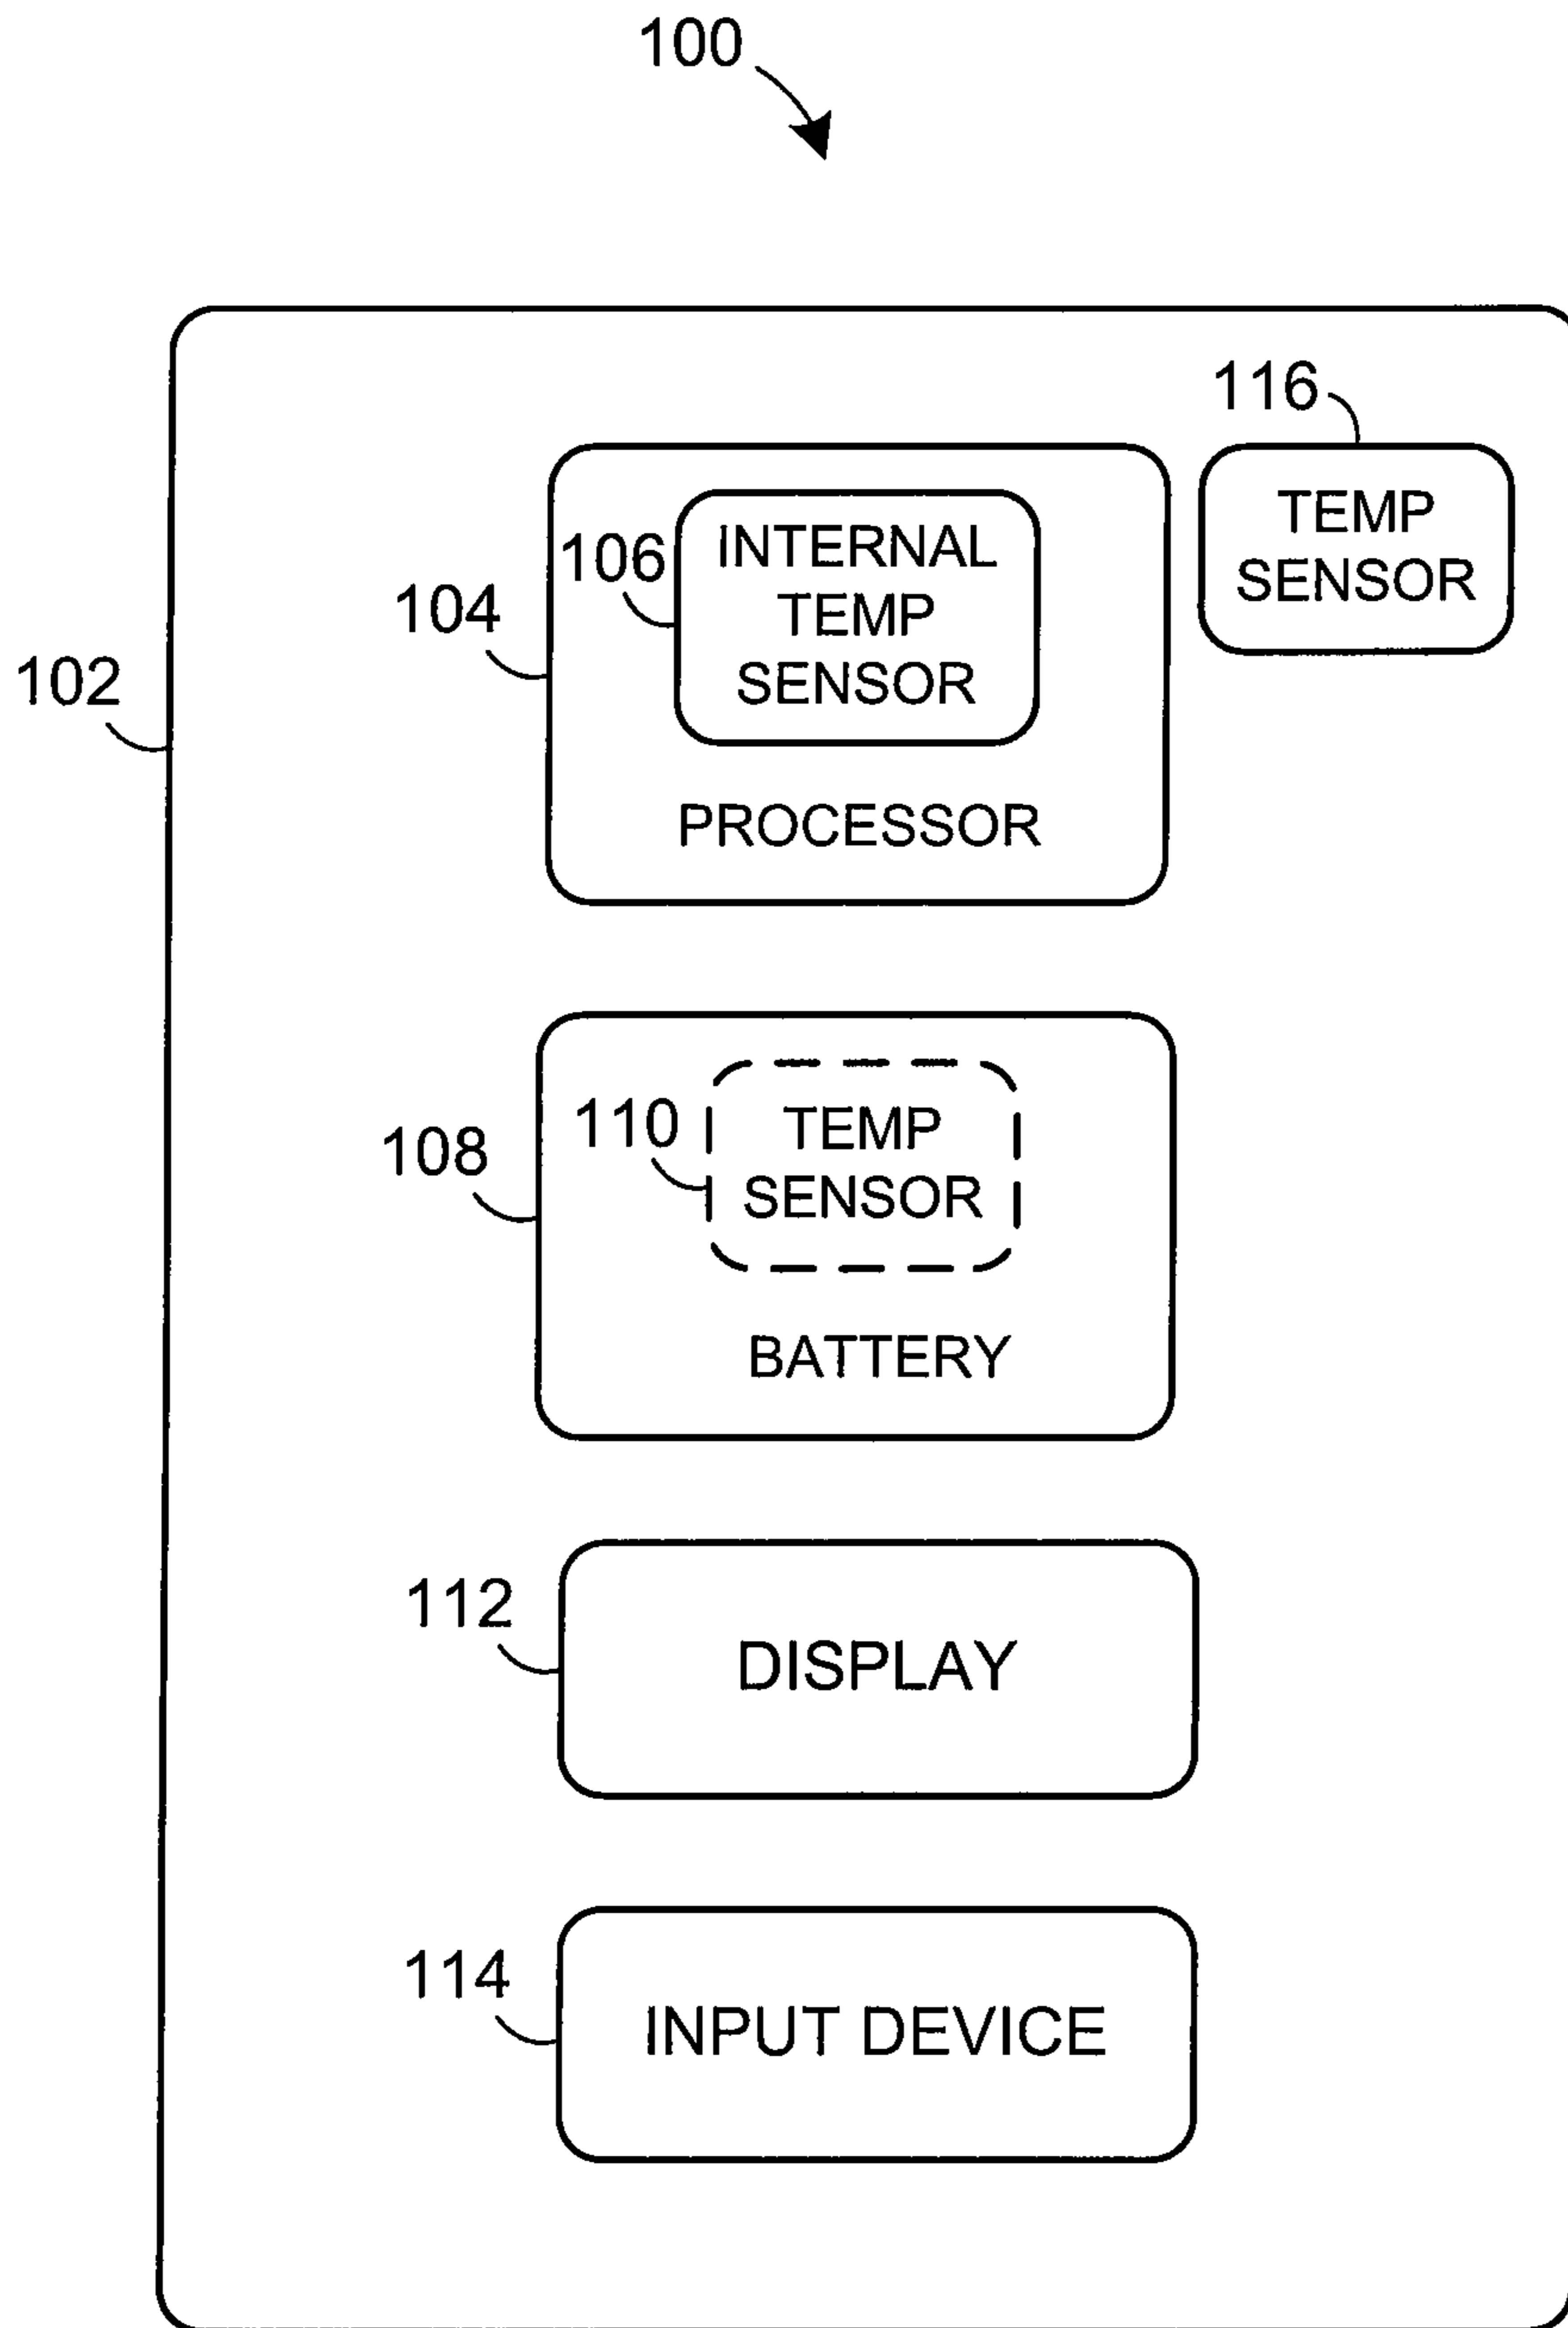 100
116
TEMP
SENSOR
106
INTERNAL
TEMP
SENSOR
104
102
PROCESSOR
110
TEMP
SENSOR
108
BATTERY
112
DISPLAY
114
INPUT DEVICE